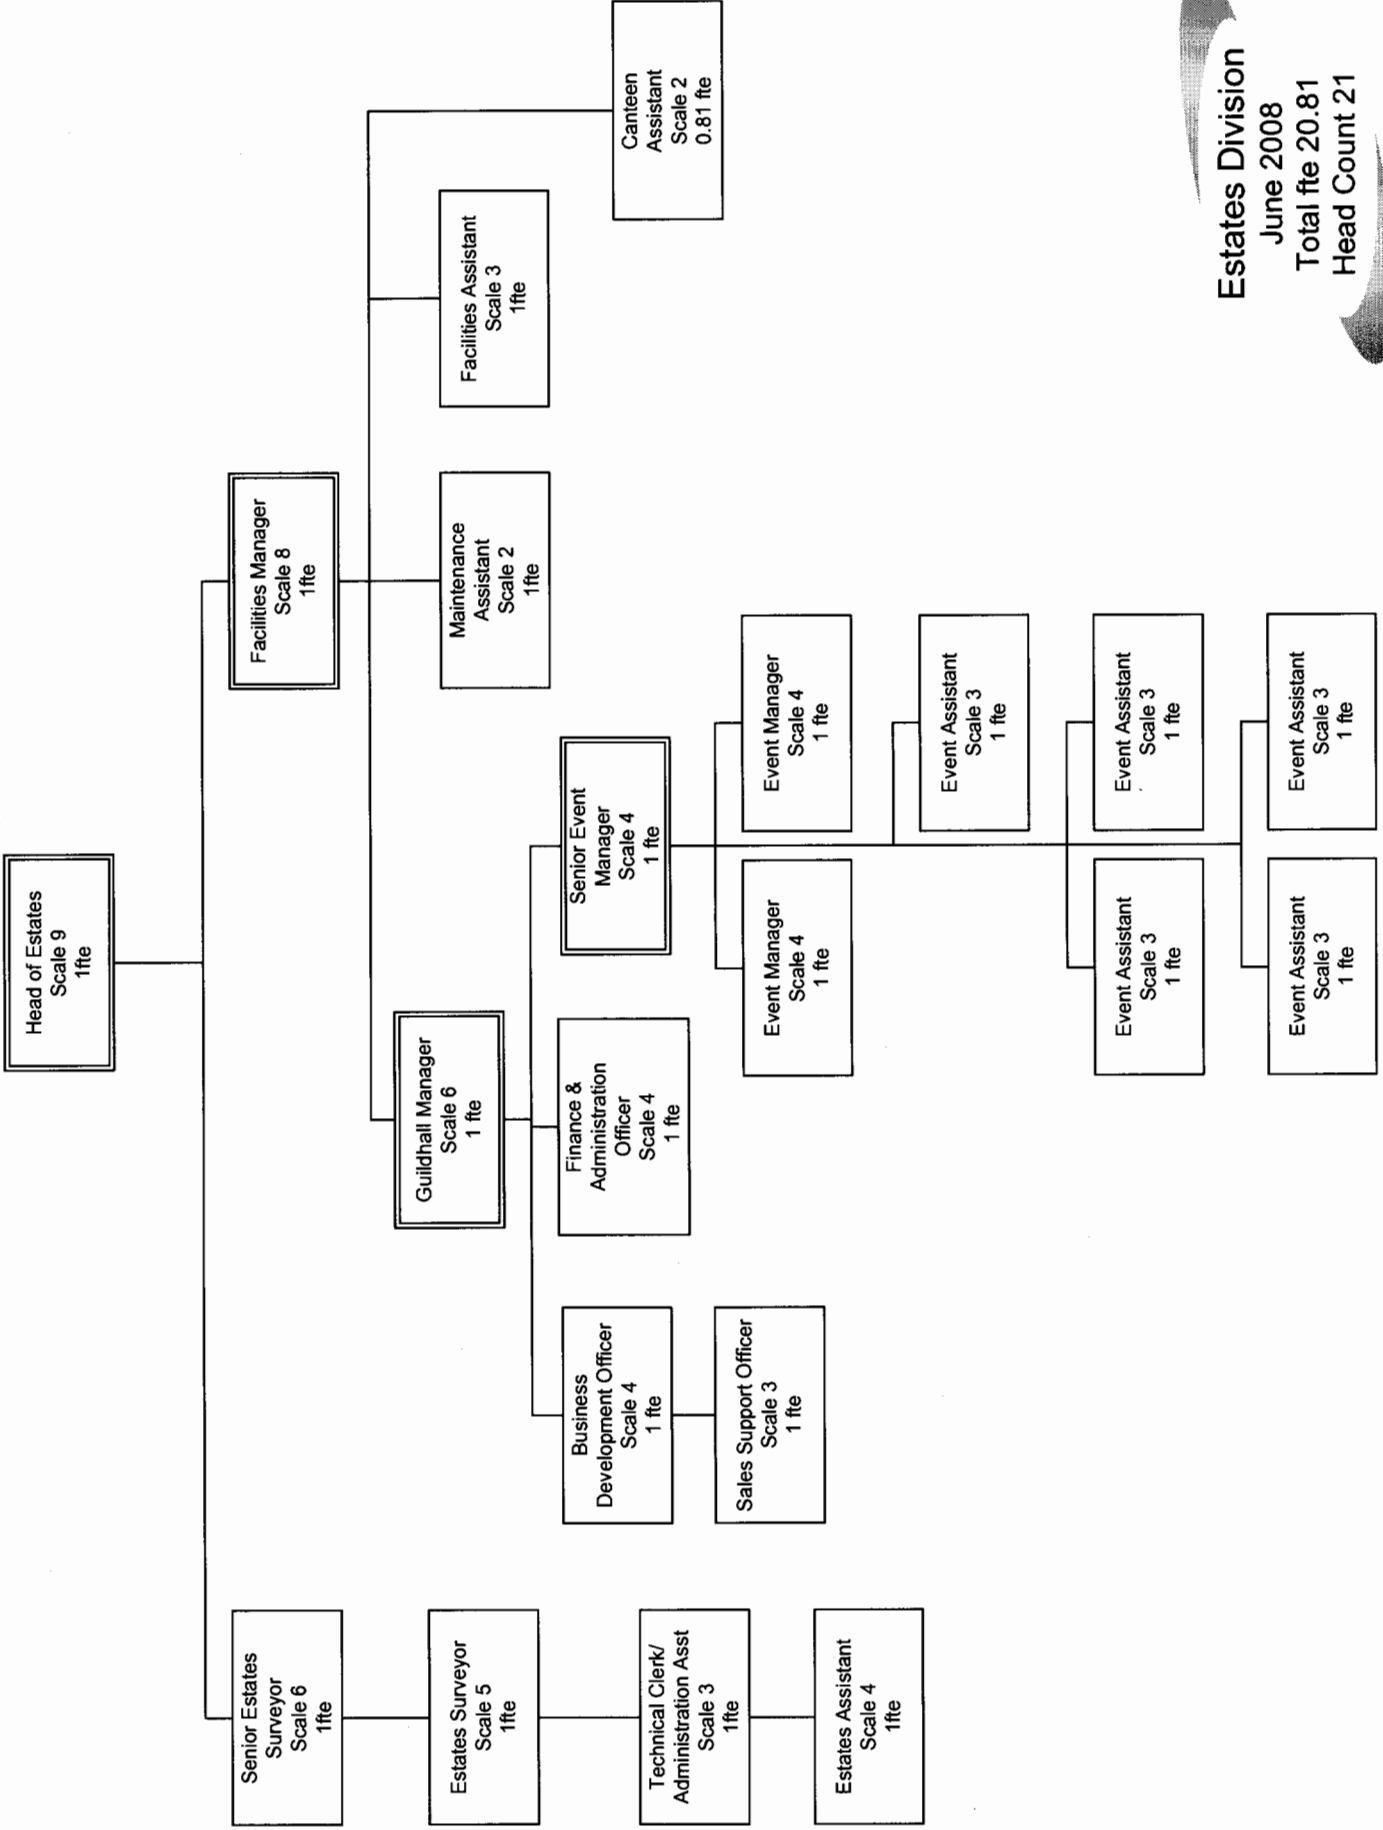 Head of Estates
Scale 9
1fte
Senior Estates
Surveyor
Scale 6
1fte
Facilities Manager
Scale 8
1fte
Guildhall Manager
Scale 6
1 fte
Estates Surveyor
Scale 5
1fte
Maintenance
Assistant
Scale 2
1fte
Facilities Assistant
Scale 3
1fte
Business
Development Officer
Scale 4
1 fte
Finance &
Administration
Officer
Scale 4
1 fte
Senior Event
Manager
Scale 4
1 fte
Canteen
Assistant
Scale 2
0.81 fte
Technical Clerk/
Administration Asst
Scale 3
1fte
Sales Support Officer
Scale 3
1 fte
Event Manager
Scale 4
1 fte
Event Manager
Scale 4
1 fte
Estates Assistant
Scale 4
1fte
Event Assistant
Scale 3
1 fte
Event Assistant
Scale 3
1 fte
Event Assistant
Scale 3
1 fte
Event Assistant
Scale 3
1 fte
Event Assistant
Scale 3
1 fte
Estates Division
June 2008
Total fte 20.81
Head Count 21